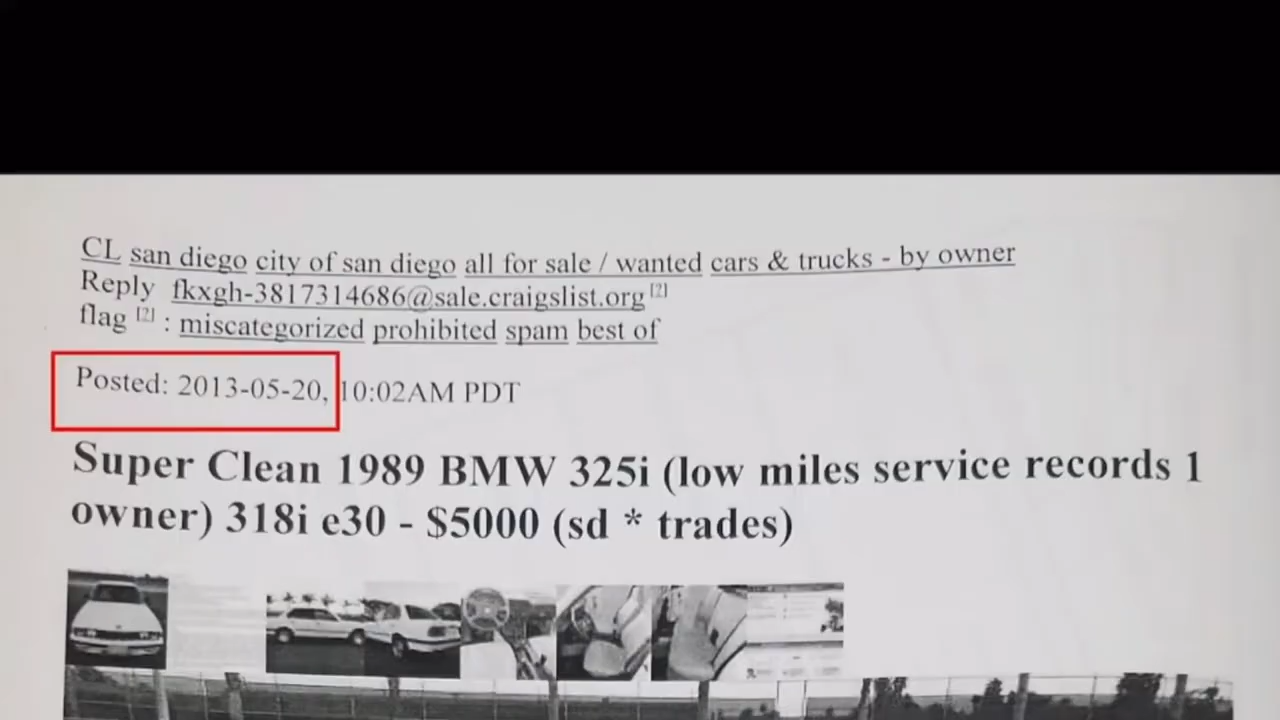 CL san diego city of san diego all for sale / wanted cars & trucks - by owner
Reply fkxgh-3817314686@sale.craigslist.org [2]
flag [2] : miscategorized prohibited spam best of
Posted: 2013-05-20, 10:02AM PDT
Super Clean 1989 BMW 325i (low miles service records 1
owner) 318i e30 - $5000 (sd * trades)